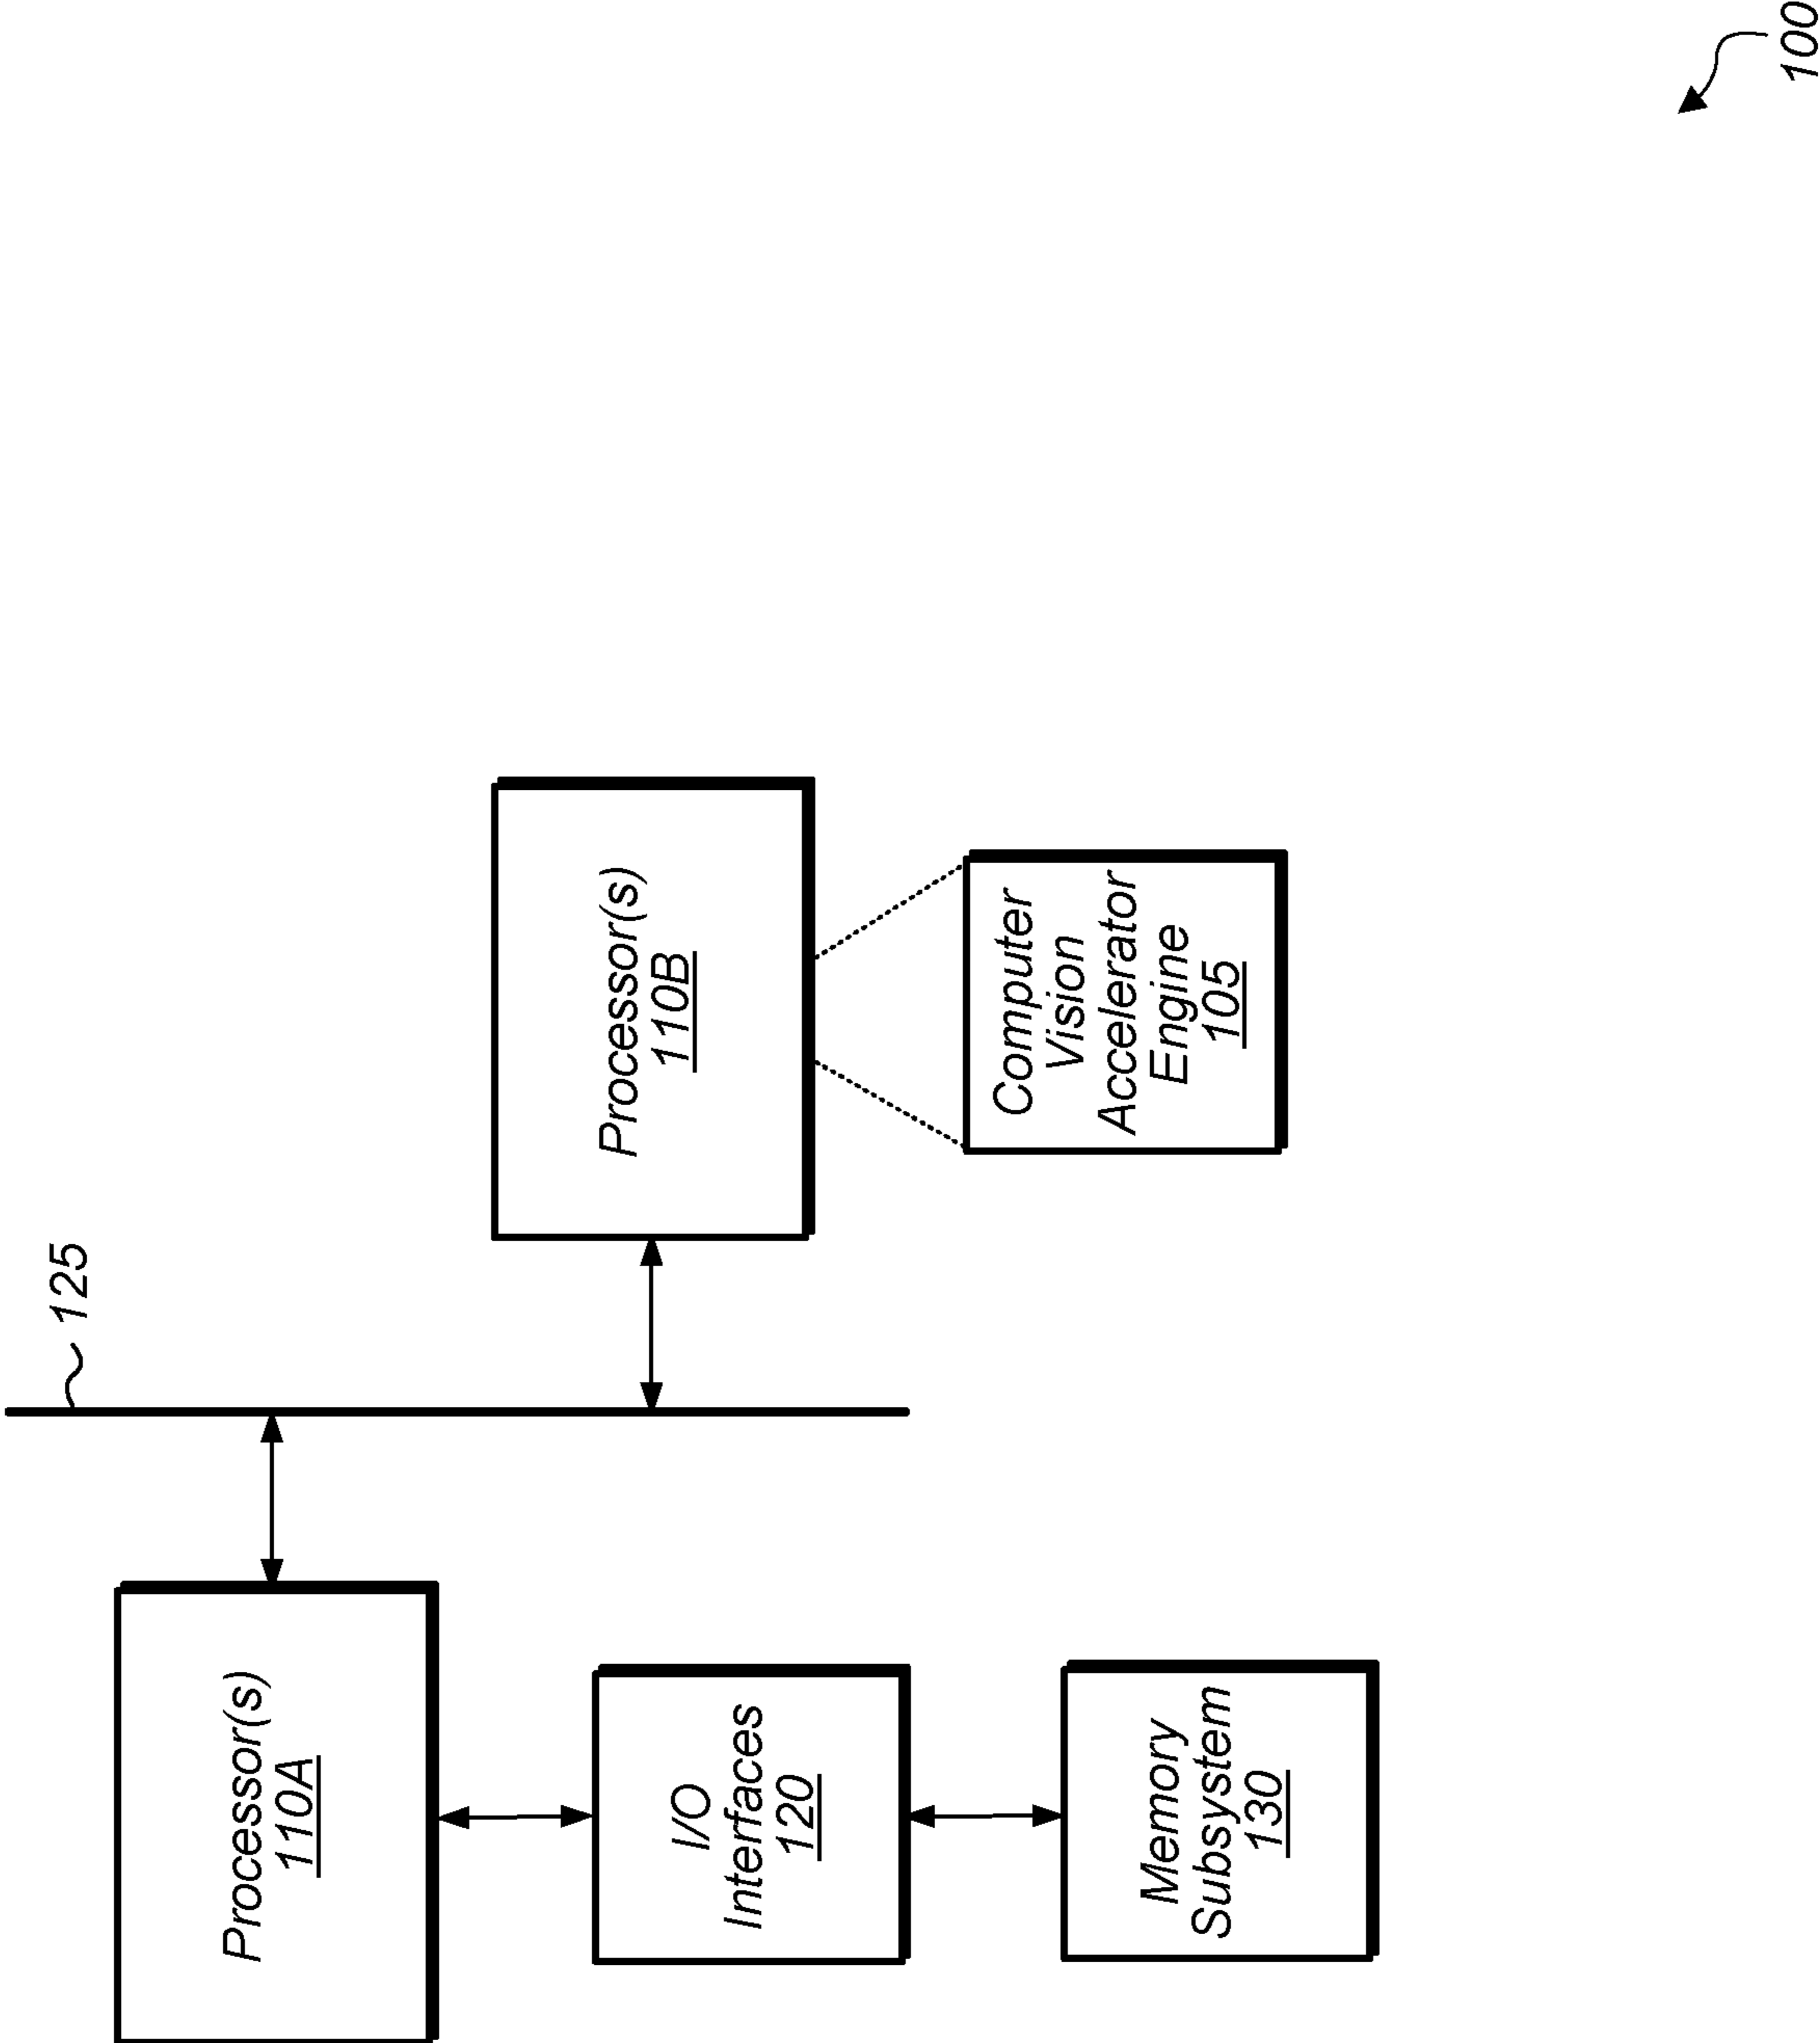 125
Processor(s)
110A
Processor(s)
110B
I/O
Interfaces
120
Computer
Vision
Accelerator
Engine
105
Memory
Subsystem
130
100